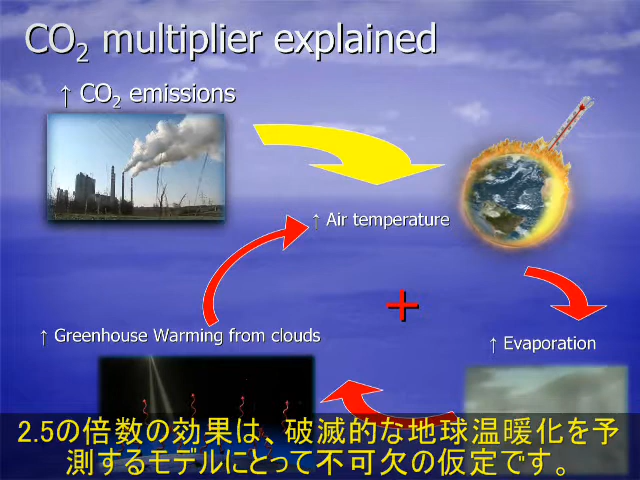 CO₂ multiplier explained
↑ CO₂ emissions
↑ Air temperature
+
↑ Greenhouse Warming from clouds
↑ Evaporation
2.5の倍数の効果は、破滅的な地球温暖化を予
測するモデルにとって不可欠の仮定です。